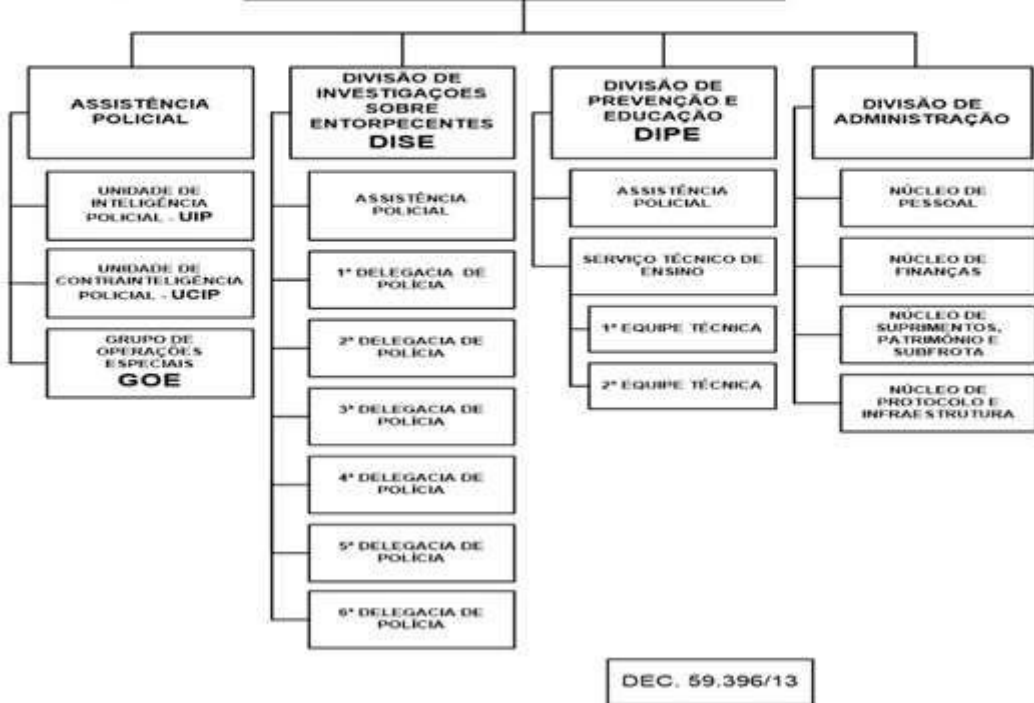 ASSISTÊNCIA
POLICIAL
UNIDADE DE
INTELIGÊNCIA
POLICIAL - UIP
UNIDADE DE
CONTRAINTELIGÊNCIA
POLICIAL - UCIP
GRUPO DE
OPERAÇÕES
ESPECIAIS
GOE
DIVISÃO DE
INVESTIGAÇOES
SOBRE
ENTORPECENTES
DISE
ASSISTÊNCIA
POLICIAL
1ª DELEGACIA DE
POLÍCIA
2ª DELEGACIA DE
POLÍCIA
3ª DELEGACIA DE
POLÍCIA
4ª DELEGACIA DE
POLÍCIA
5ª DELEGACIA DE
POLÍCIA
6ª DELEGACIA DE
POLÍCIA
DIVISÃO DE
PREVENÇÃO E
EDUCAÇÃO
DIPE
ASSISTÊNCIA
POLICIAL
SERVIÇO TÉCNICO DE
ENSINO
1ª EQUIPE TÉCNICA
2ª EQUIPE TÉCNICA
DIVISÃO DE
ADMINISTRAÇÃO
NÚCLEO DE
PESSOAL
NÚCLEO DE
FINANÇAS
NÚCLEO DE
SUPRIMENTOS,
PATRIMÔNIO E
SUBFROTA
NÚCLEO DE
PROTOCOLO E
INFRAESTRUTURA
DEC. 59.396/13